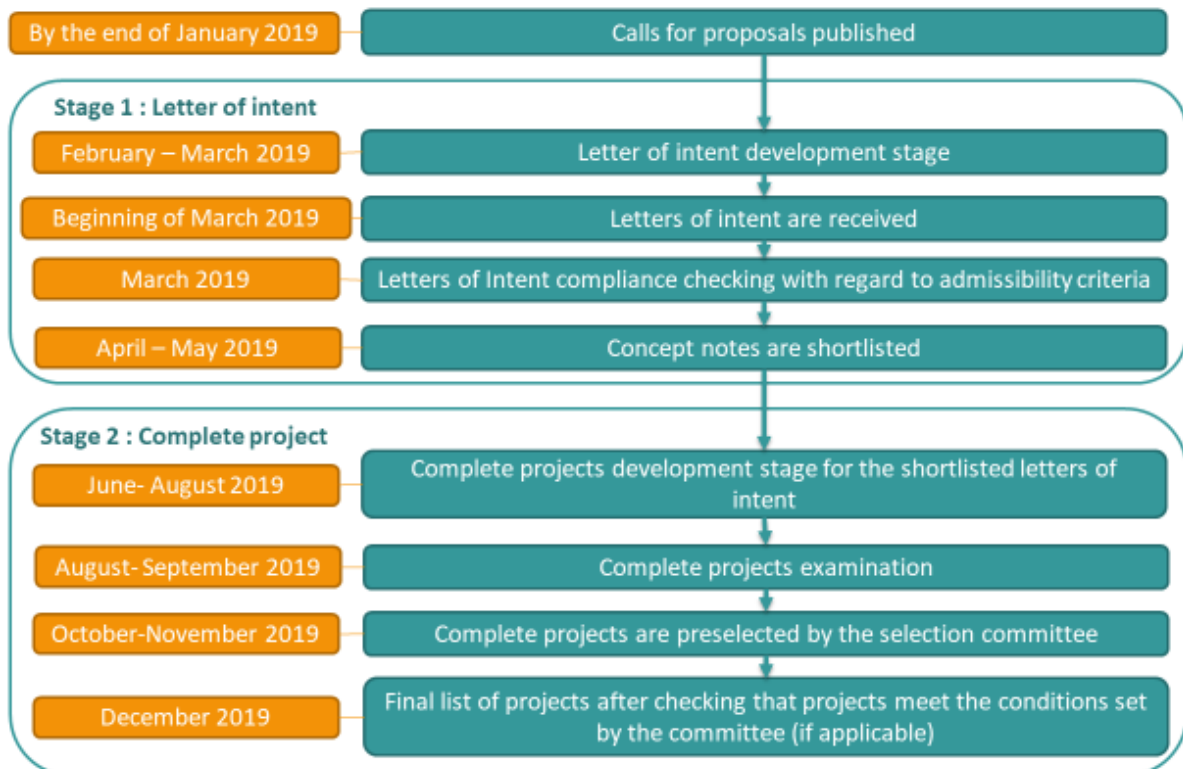 By the end of January 2019
Calls for proposals published
Stage 1 : Letter of intent
February – March 2019
Letter of intent development stage
Beginning of March 2019
Letters of intent are received
March 2019
Letters of Intent compliance checking with regard to admissibility criteria
April – May 2019
Concept notes are shortlisted
Stage 2 : Complete project
June- August 2019
Complete projects development stage for the shortlisted letters of
intent
August- September 2019
Complete projects examination
October-November 2019
Complete projects are preselected by the selection committee
December 2019
Final list of projects after checking that projects meet the conditions set
by the committee (if applicable)